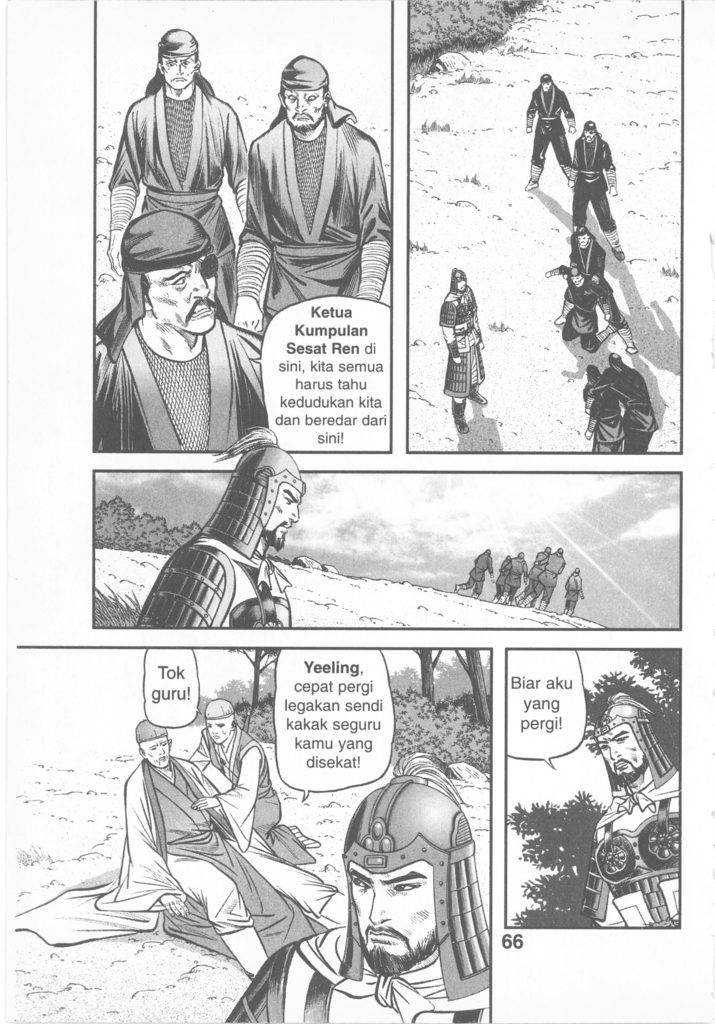 Ketua
Kumpulan
Sesat Ren di
sini, kita semua
harus tahu
kedudukan kita
dan beredar dari
sini!
Tok
guru!
Yeeling,
cepat pergi
legakan sendi
kakak seguru
kamu yang
disekat!
Biar aku
yang
pergi!
66